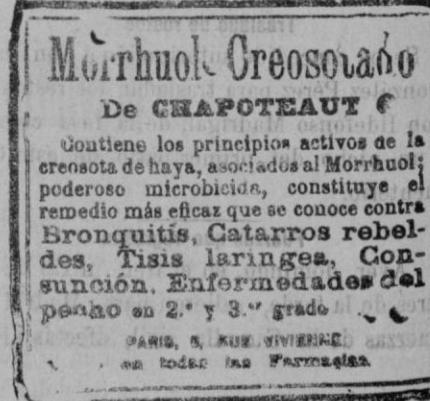 Morrhuol Creosotado
De CHAPOTEAUT
Contiene los principios activos de la
creosota de haya, asociados al Morrhuol;
poderoso microbicida, constituye el
remedio más eficaz que se conoce contra
Bronquitis, Catarros rebel-
des, Tisis laringea, Con-
sunción, Enfermedades del
pecho en 2.º y 3.er grado
PARIS, 8, RUE VIVIENNE
en todas las Farmacias